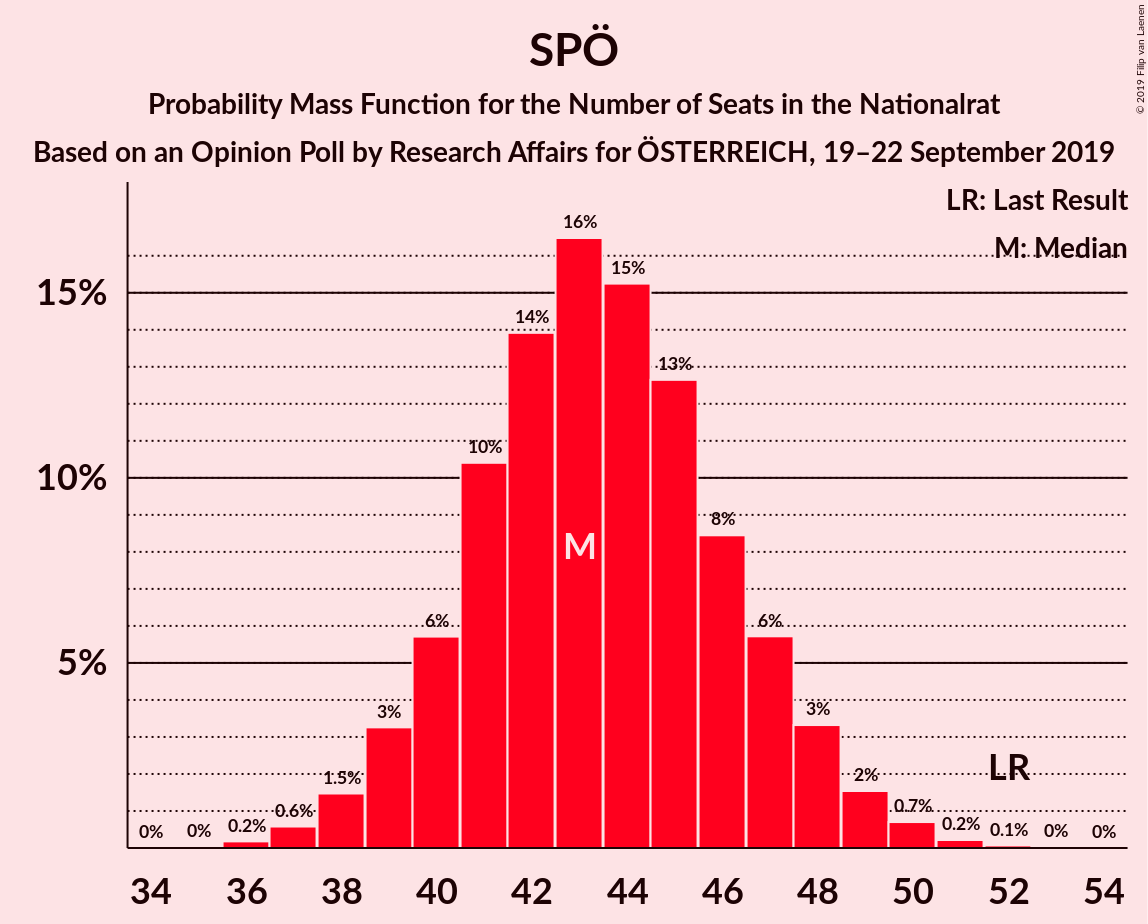 SPÖ
Probability Mass Function for the Number of Seats in the Nationalrat
Based on an Opinion Poll by Research Affairs for ÖSTERREICH, 19–22 September 2019
© 2019 Filip van Laenen
LR: Last Result
M: Median
15%
10%
5%
0%
0%
0.2%
0.6%
1.5%
3%
6%
10%
14%
16%
15%
13%
8%
6%
3%
2%
0.7%
0.2%
0.1%
0%
0%
M
LR
34 36 38 40 42 44 46 48 50 52 54